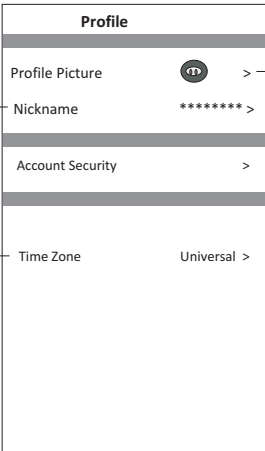 Profile
Profile Picture >
Nickname ******** >
Account Security >
Time Zone Universal >